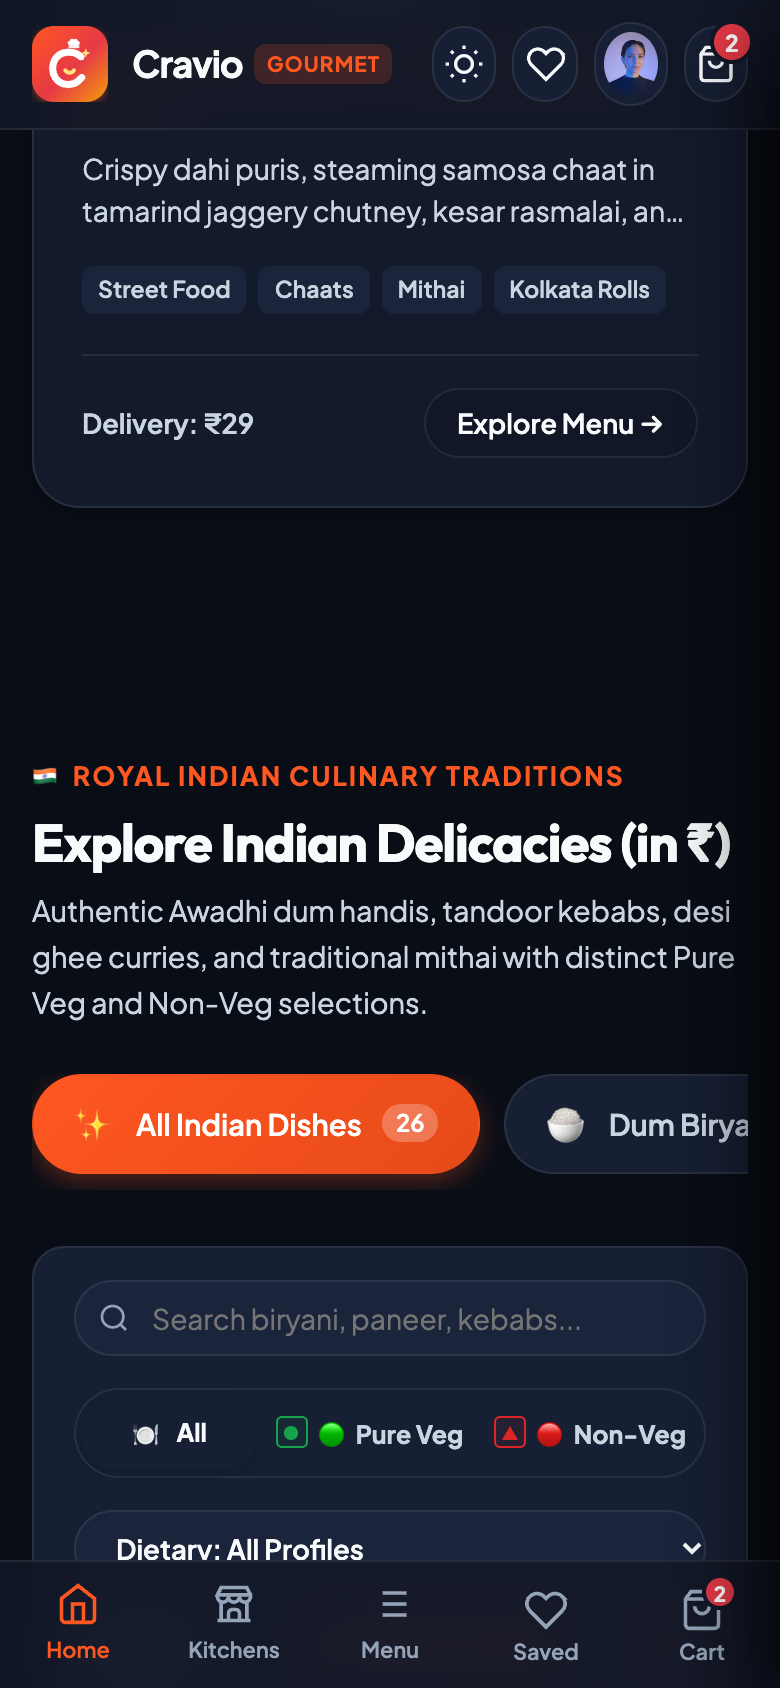 Cravio GOURMET
2
Crispy dahi puris, steaming samosa chaat in
tamarind jaggery chutney, kesar rasmalai, an...
Street Food Chaats Mithai Kolkata Rolls
Delivery: ₹29 Explore Menu →
ROYAL INDIAN CULINARY TRADITIONS
Explore Indian Delicacies (in ₹)
Authentic Awadhi dum handis, tandoor kebabs, desi
ghee curries, and traditional mithai with distinct Pure
Veg and Non-Veg selections.
All Indian Dishes 26 Dum Birya
Search biryani, paneer, kebabs...
All Pure Veg Non-Veg
Dietary: All Profiles
2
Home Kitchens Menu Saved Cart